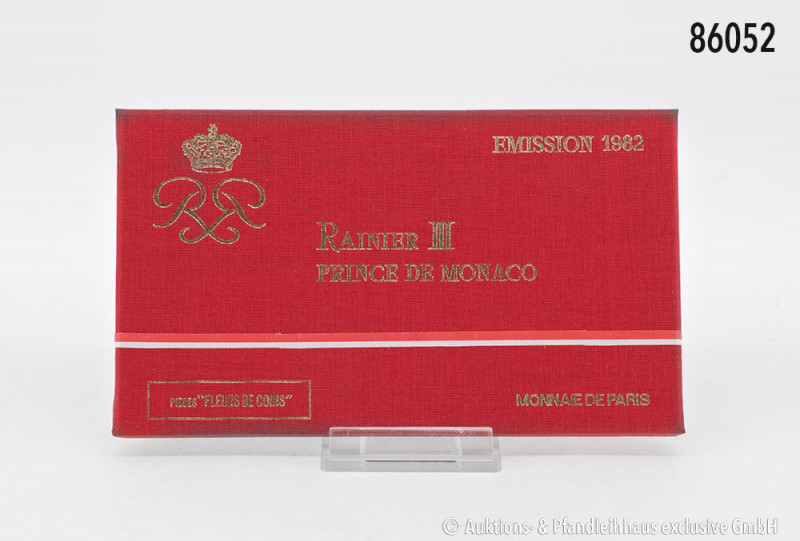 86052
EMISSION 1982
RAINIER III
PRINCE DE MONACO
PIECES "FLEURS DE COINS"
MONNAIE DE PARIS
© Auktions- & Pfandleihhaus exclusive GmbH